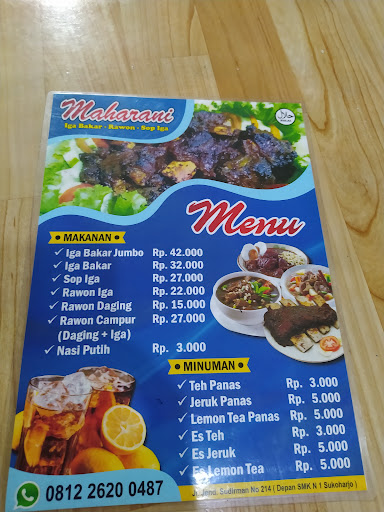 Maharani
Iga Bakar - Rawon - Sop Iga
Menu
MAKANAN
Iga Bakar Jumbo Rp. 42.000
Iga Bakar Rp. 32.000
Sop Iga Rp. 27.000
Rawon Iga Rp. 22.000
Rawon Daging Rp. 15.000
Rawon Campur Rp. 27.000
(Daging + Iga)
Nasi Putih Rp. 3.000
MINUMAN
Teh Panas Rp. 3.000
Jeruk Panas Rp. 5.000
Lemon Tea Panas Rp. 5.000
Es Teh Rp. 3.000
Es Jeruk Rp. 5.000
Es Lemon Tea Rp. 5.000
0812 2620 0487
Jl. Jend. Sudirman No 214 ( Depan SMK N 1 Sukoharjo )